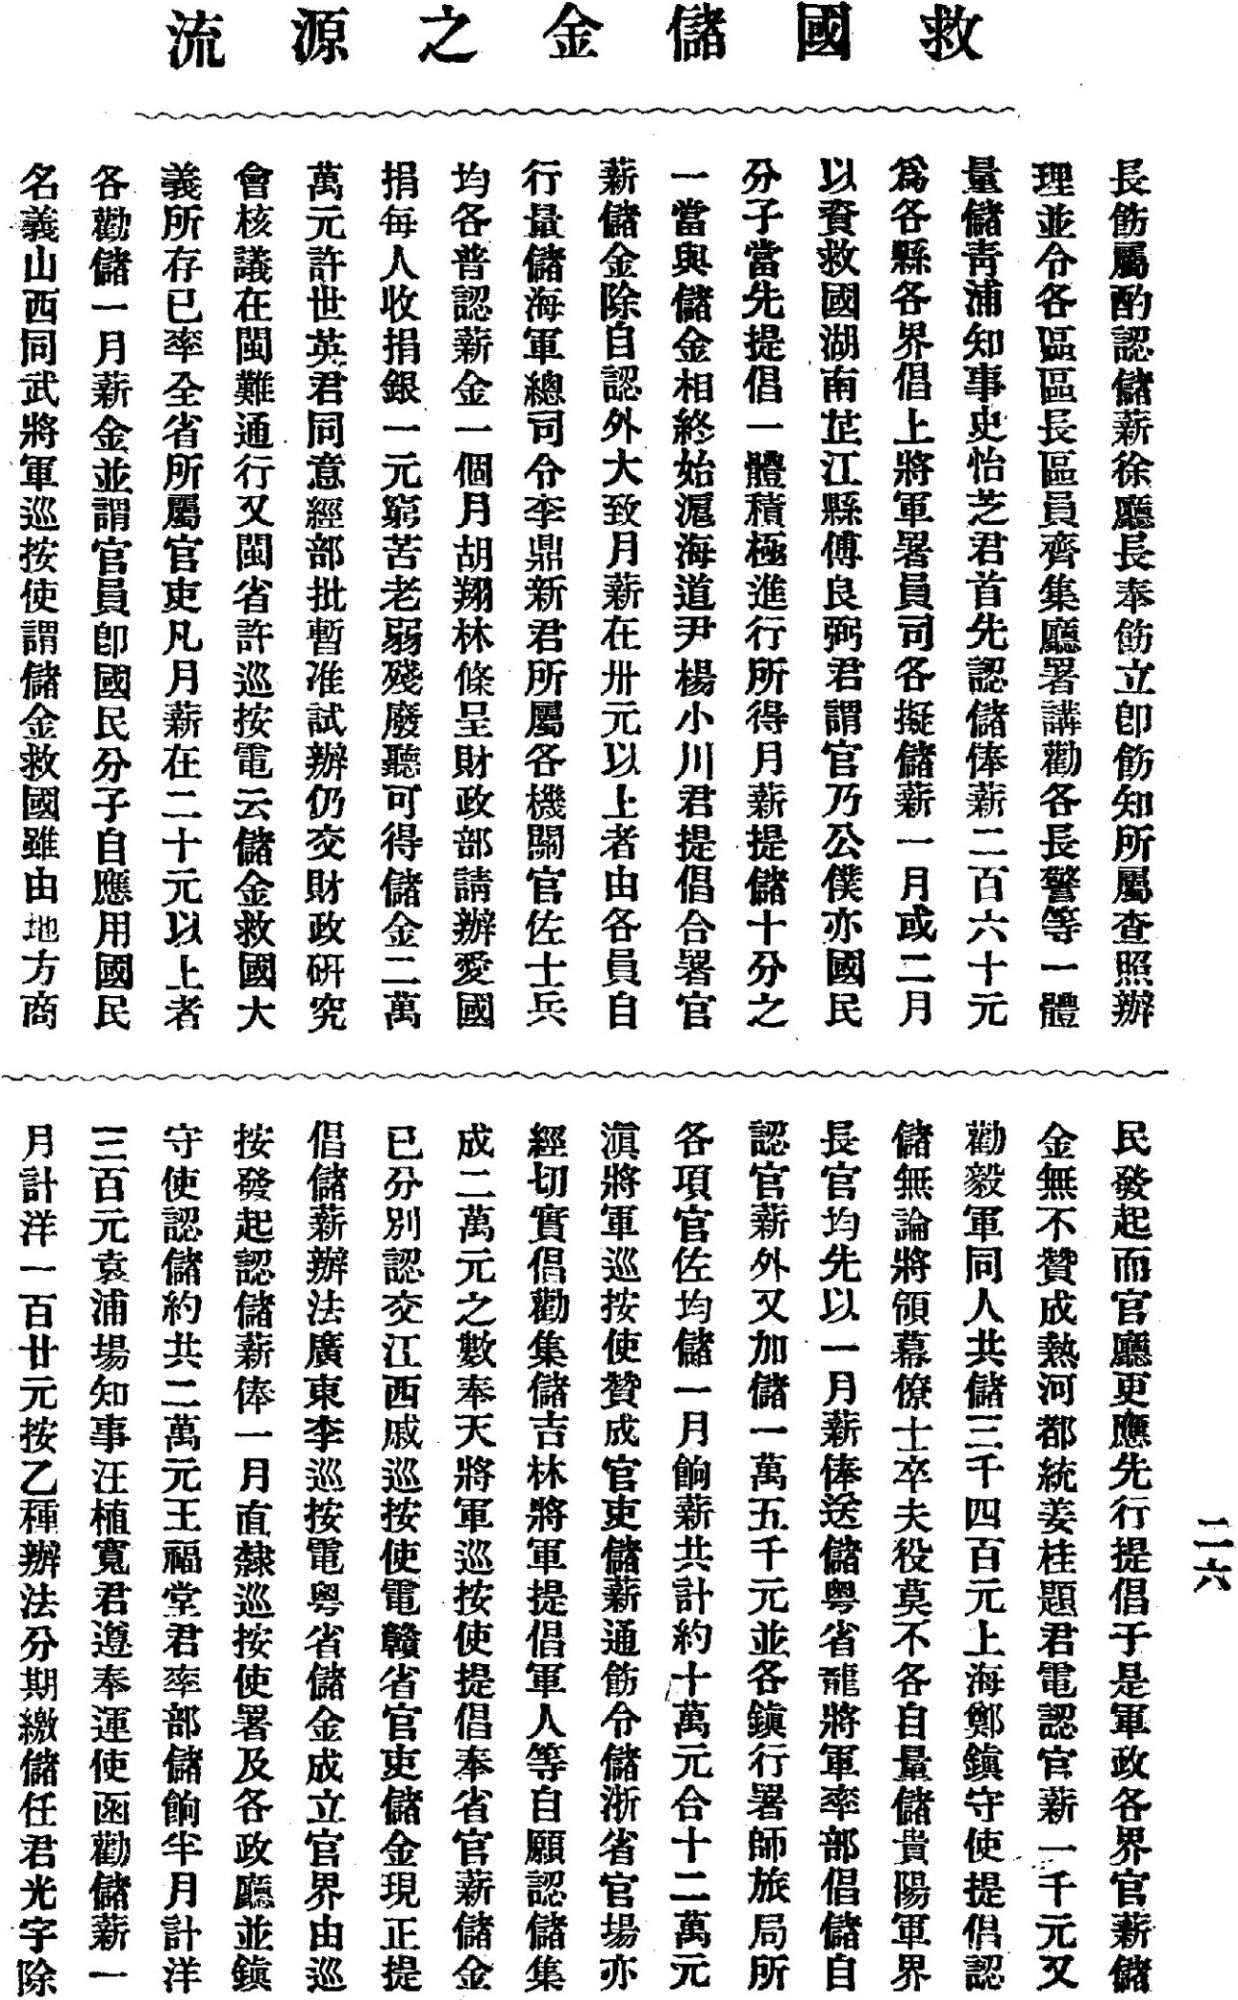 救國儲金之源流
長飭屬酌認儲薪徐廳長奉飭立卽飭知所屬查照辦
理並令各區區長區員齊集廳署講勸各長警等一體
量儲靑浦知事史怡芝君首先認儲俸薪二百六十元
爲各縣各界倡上將軍署員司各擬儲薪一月或二月
以資救國湖南芷江縣傅良弼君謂官乃公僕亦國民
分子當先提倡一體積極進行所得月薪提儲十分之
一當與儲金相終始滬海道尹楊小川君提倡合署官
薪儲金除自認外大致月薪在卅元以上者由各員自
行量儲海軍總司令李鼎新君所屬各機關官佐士兵
均各普認薪金一個月胡翔林條呈財政部請辦愛國
捐每人收捐銀一元窮苦老弱殘廢聽可得儲金二萬
萬元許世英君同意經部批暫准試辦仍交財政硏究
會核議在閩難通行又閩省許巡按電云儲金救國大
義所存已率全省所屬官吏凡月薪在二十元以上者
各勸儲一月薪金並謂官員卽國民分子自應用國民
名義山西同武將軍巡按使謂儲金救國雖由地方商
民發起而官廳更應先行提倡于是軍政各界官薪儲
金無不贊成熱河都統姜桂題君電認官薪一千元又
勸毅軍同人共儲三千四百元上海鄭鎭守使提倡認
儲無論將領幕僚士卒夫役莫不各自量儲貴陽軍界
長官均先以一月薪俸送儲粤省龍將軍率部倡儲自
認官薪外又加儲一萬五千元並各鎭行署師旅局所
各項官佐均儲一月餉薪共計約十萬元合十二萬元
滇將軍巡按使贊成官吏儲薪通飭令儲浙省官場亦
經切實倡勸集儲吉林將軍提倡軍人等自願認儲集
成二萬元之數奉天將軍巡按使提倡奉省官薪儲金
已分別認交江西戚巡按使電贛省官吏儲金現正提
倡儲薪辦法廣東李巡按電粤省儲金成立官界由巡
按發起認儲薪俸一月直隸巡按使署及各政廳並鎭
守使認儲約共二萬元王福堂君率部儲餉半月計洋
三百元袁浦場知事汪植寬君遵奉運使函勸儲薪一
月計洋一百廿元按乙種辦法分期繳儲任君光宇除
二六